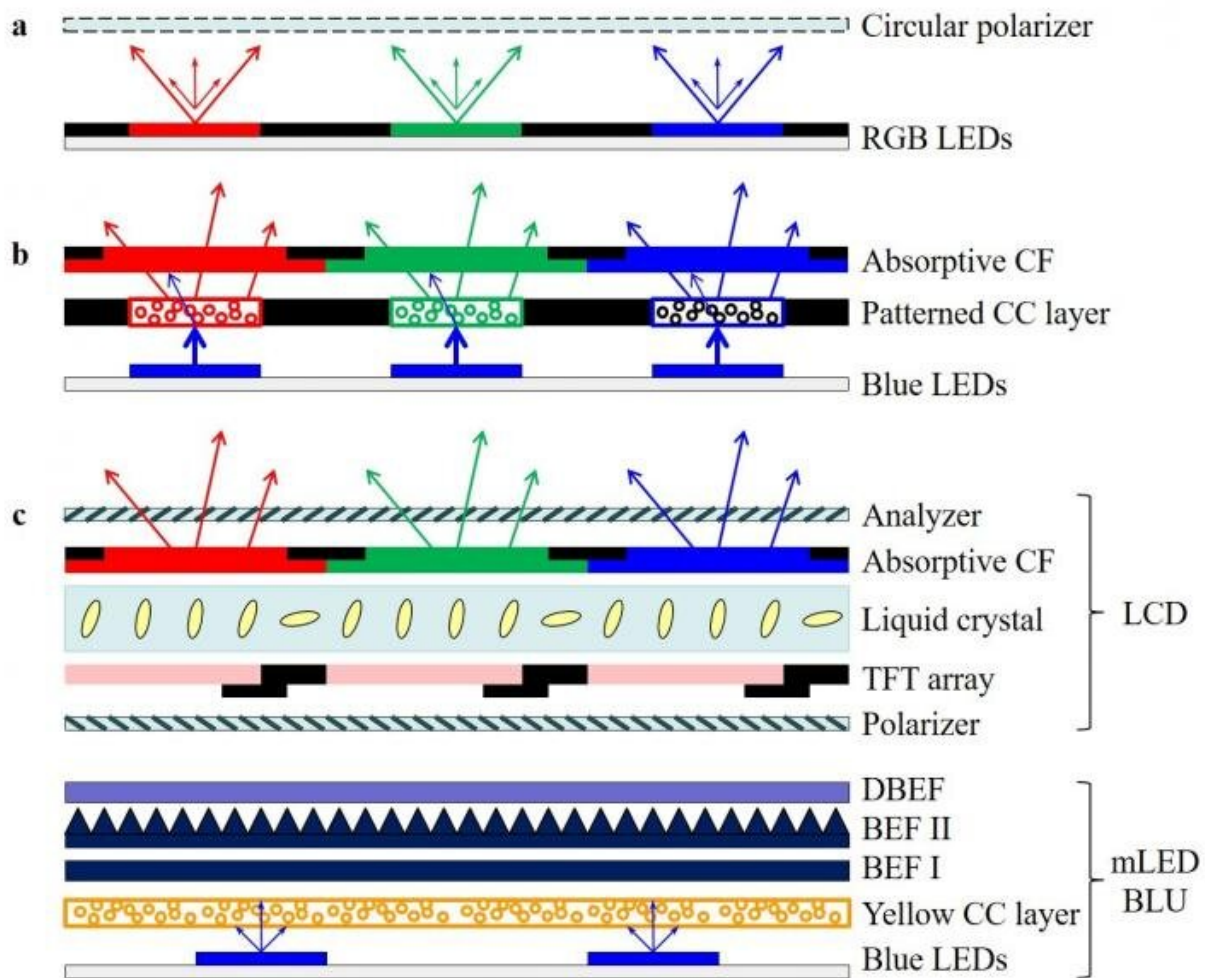 a
Circular polarizer
RGB LEDs
b
Absorptive CF
Patterned CC layer
Blue LEDs
c
Analyzer
Absorptive CF
Liquid crystal
LCD
TFT array
Polarizer
DBEF
BEF II
BEF I
mLED
BLU
Yellow CC layer
Blue LEDs